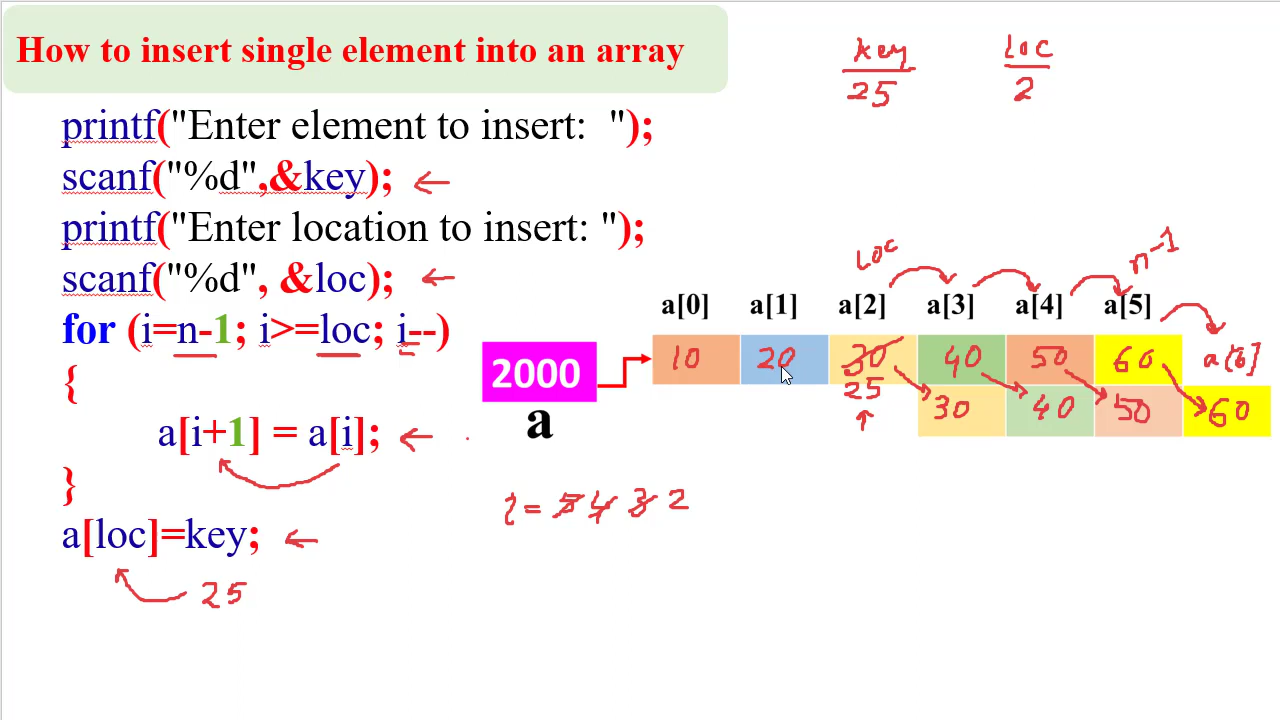 How to insert single element into an array
key
loc
25
2
printf("Enter element to insert:  ");
scanf("%d",&key);
printf("Enter location to insert: ");
scanf("%d", &loc);
for (i=n-1; i>=loc; i--)
{
a[i+1] = a[i];
}
a[loc]=key;
25
loc
n-1
a[0] a[1] a[2] a[3] a[4] a[5]
10 20 30 40 50 60 a[6]
25 30 40 50 60
2000
a
i= 5 4 3 2